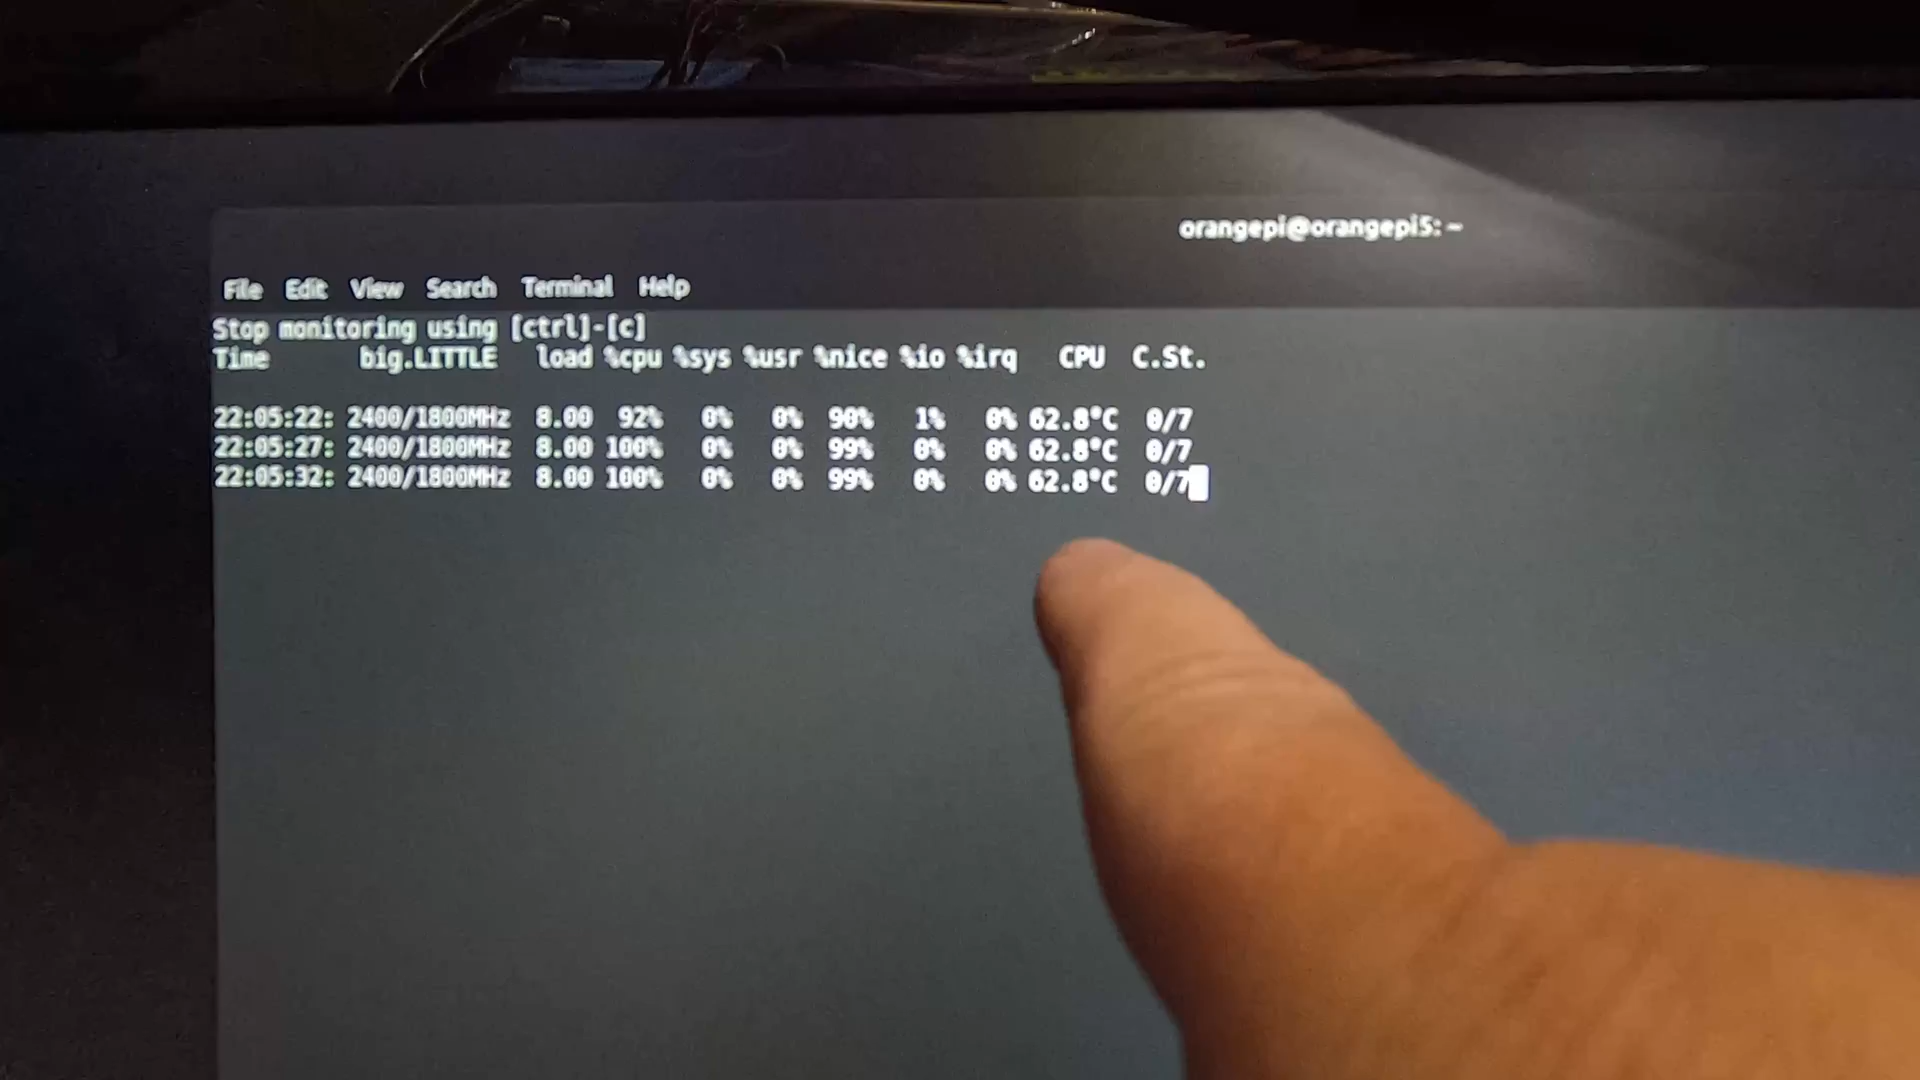 orangepi@orangepi5: ~
File Edit View Search Terminal Help
Stop monitoring using [ctrl]-[c]
Time big.LITTLE load %cpu %sys %usr %nice %io %irq CPU C.St.
22:05:22: 2400/1800MHz 8.00 92% 0% 0% 90% 1% 0% 62.8°C 0/7
22:05:27: 2400/1800MHz 8.00 100% 0% 0% 99% 0% 0% 62.8°C 0/7
22:05:32: 2400/1800MHz 8.00 100% 0% 0% 99% 0% 0% 62.8°C 0/7